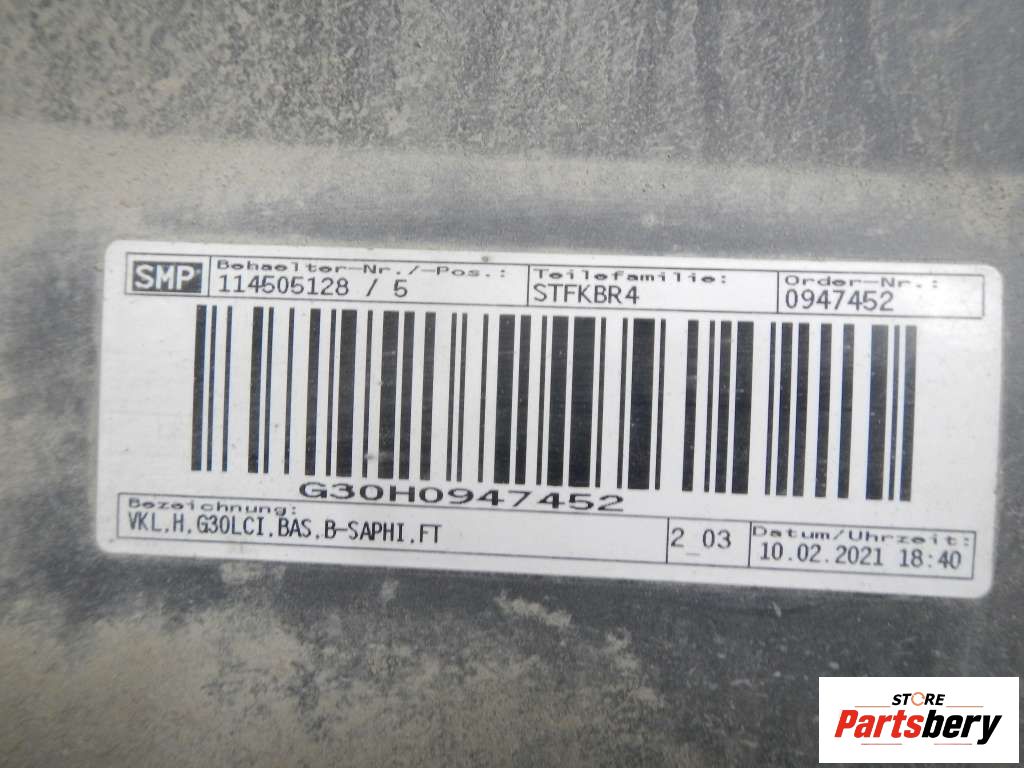 SMP
Behaelter-Nr./-Pos.:
114505128 / 5
Teilefamilie:
STFKBR4
Order-Nr.:
0947452
G30H0947452
Bezeichnung:
VKL.H.G30LCI.BAS.B-SAPHI.FT
2_03
Datum/Uhrzeit:
10.02.2021 18:40
STORE
Partsbery